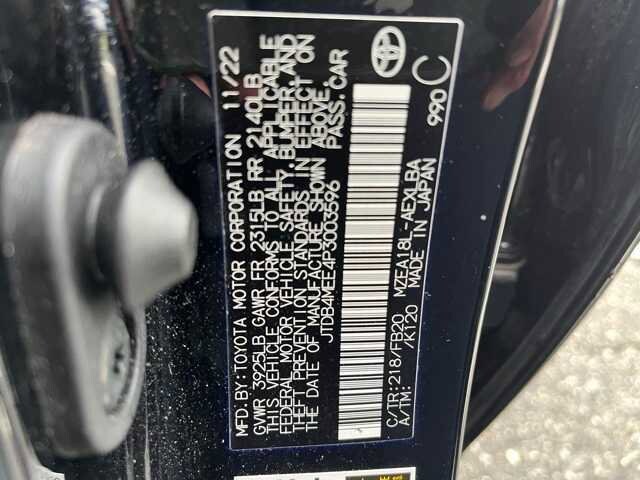 MFD.BY:TOYOTA MOTOR CORPORATION 11/22
GVWR 3925LB GAWR FR 2315LB RR 2140LB
THIS VEHICLE CONFORMS TO ALL APPLICABLE
FEDERAL MOTOR VEHICLE SAFETY, BUMPER, AND
THEFT PREVENTION STANDARDS IN EFFECT ON
THE DATE OF MANUFACTURE SHOWN ABOVE.
JTDB4MEE4P3003596 PASS.CAR
C/TR:218/FB20 MZEA18L-AEXLBA
A/TM: /K120 MADE IN JAPAN
990 C